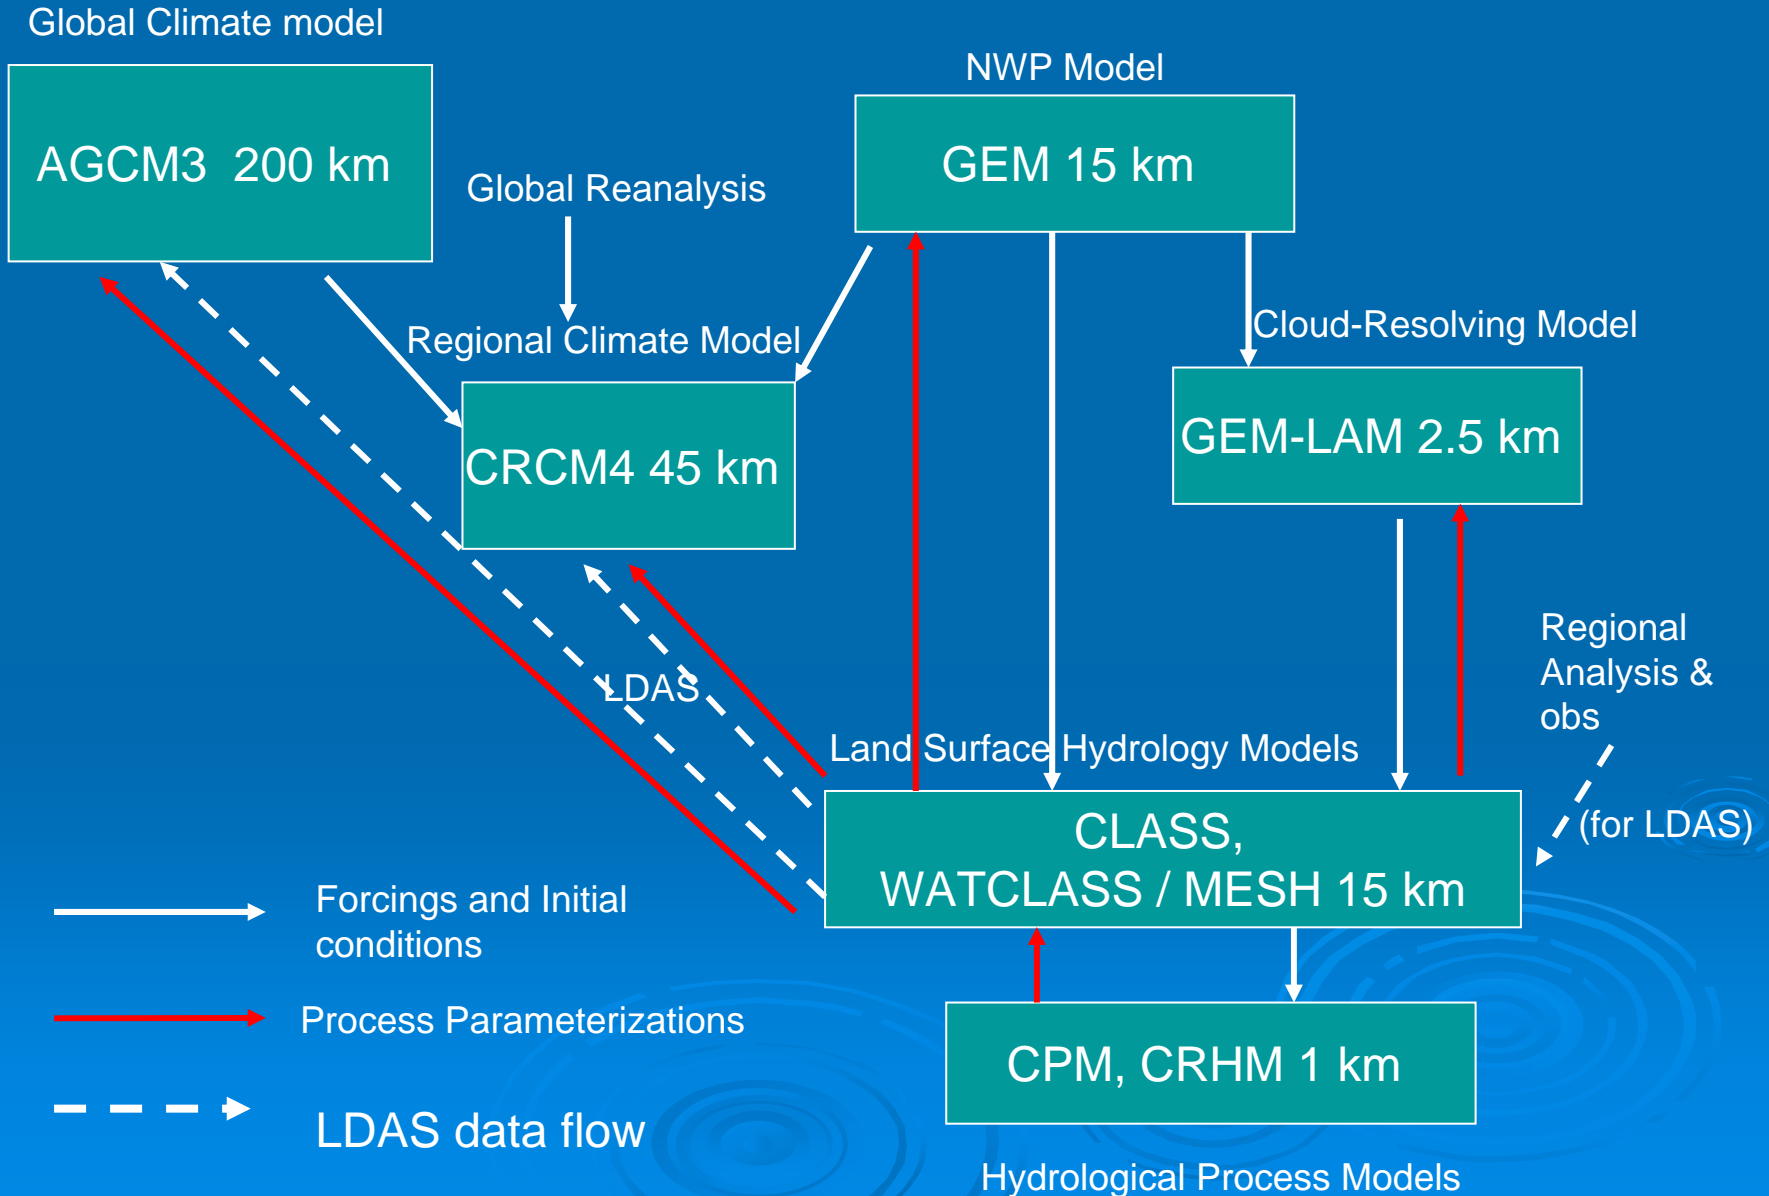 Global Climate model
NWP Model
AGCM3  200 km
GEM 15 km
Global Reanalysis
Regional Climate Model
Cloud-Resolving Model
CRCM4 45 km
GEM-LAM 2.5 km
Regional
Analysis &
obs
LDAS
Land Surface Hydrology Models
(for LDAS)
CLASS,
WATCLASS / MESH 15 km
Forcings and Initial
conditions
Process Parameterizations
CPM, CRHM 1 km
LDAS data flow
Hydrological Process Models